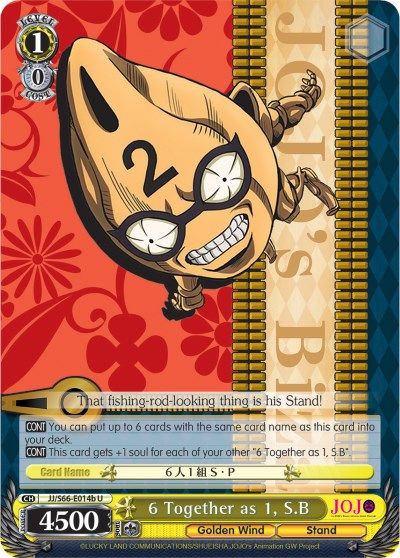 LEVEL
1
0
COST
2
JOJO's Biz
That fishing-rod-looking thing is his Stand!
CONT You can put up to 6 cards with the same card name as this card into
your deck.
CONT This card gets +1 soul for each of your other "6 Together as 1, S.B".
Card Name
6人1組S・P
CH JJ/S66-E014b U
POWER 4500 SOUL
6 Together as 1, S.B
JOJO
Golden Wind
Stand
©LUCKY LAND COMMUNICATIONS/SHUEISHA,JOJO's Animation GW Project